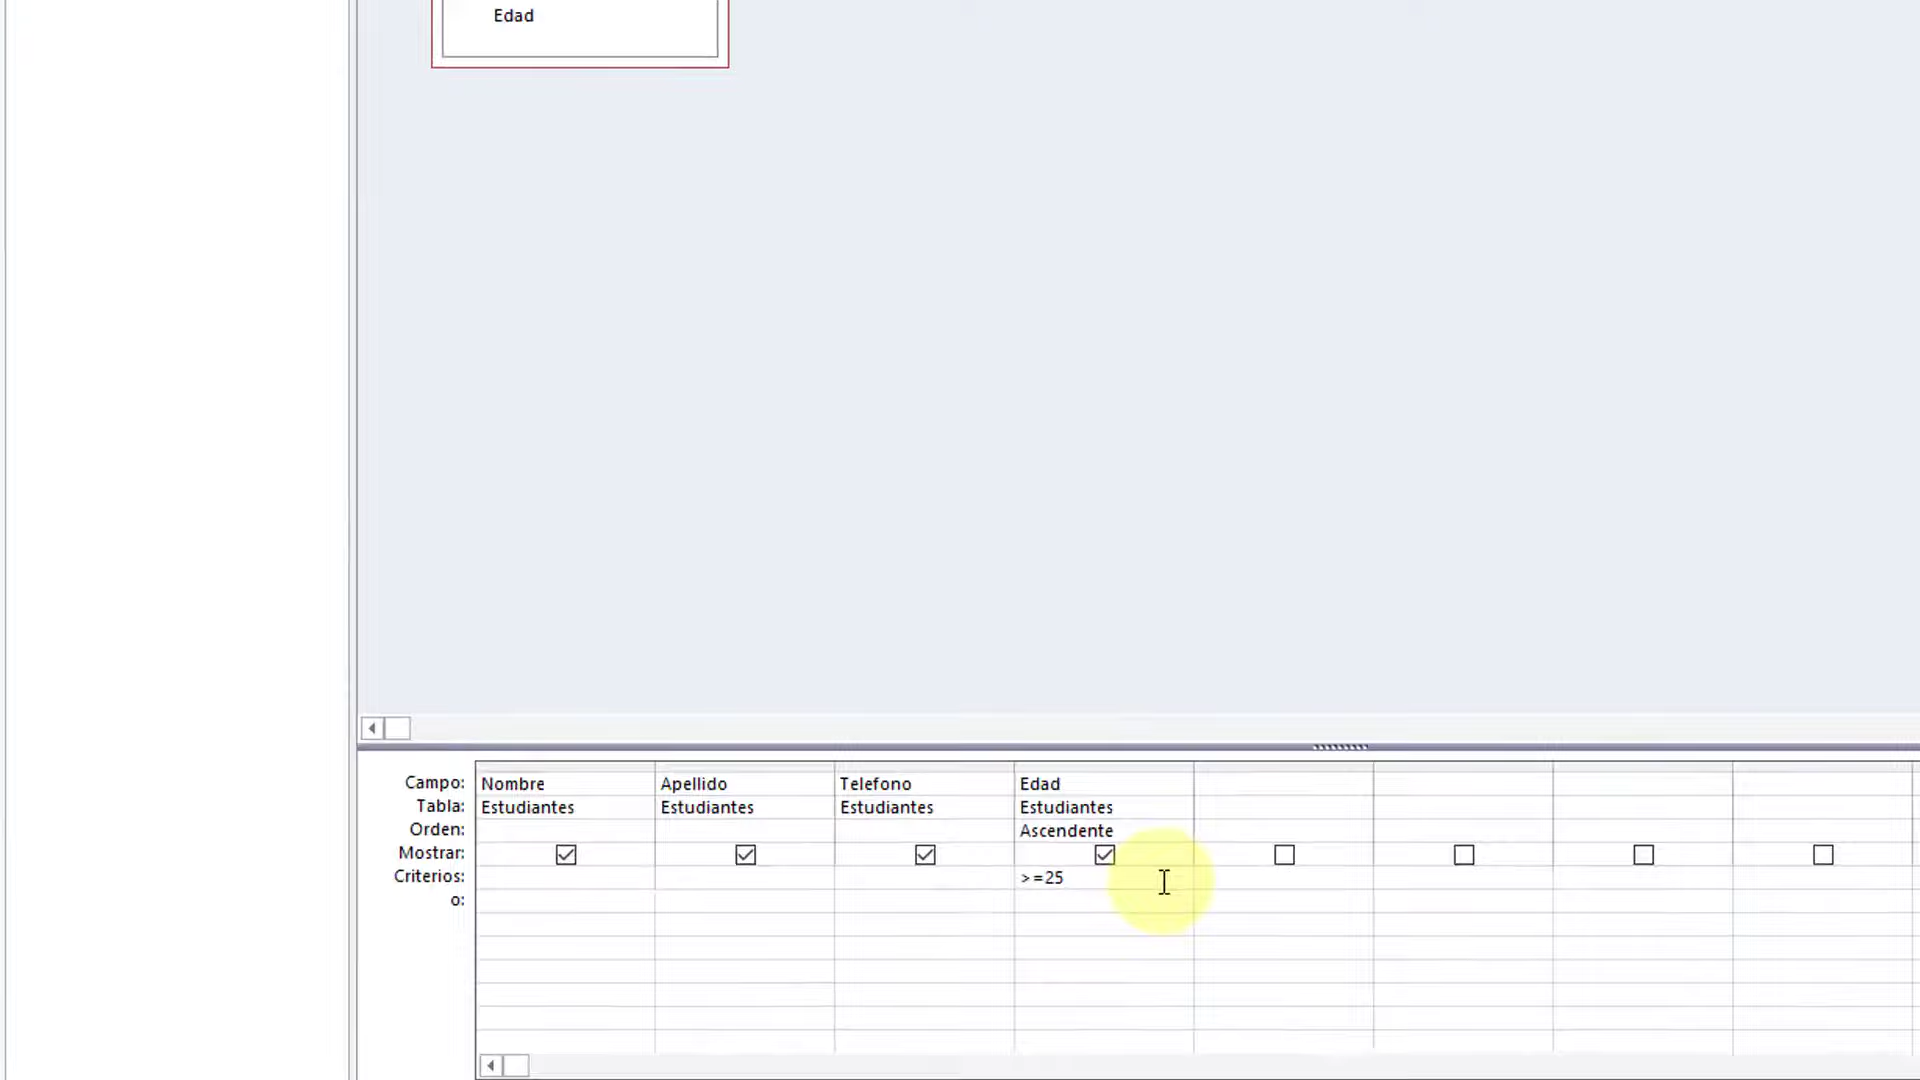 Edad
Campo: Nombre Apellido Telefono Edad
Tabla: Estudiantes Estudiantes Estudiantes Estudiantes
Orden: Ascendente
Mostrar:
Criterios: >=25
o: